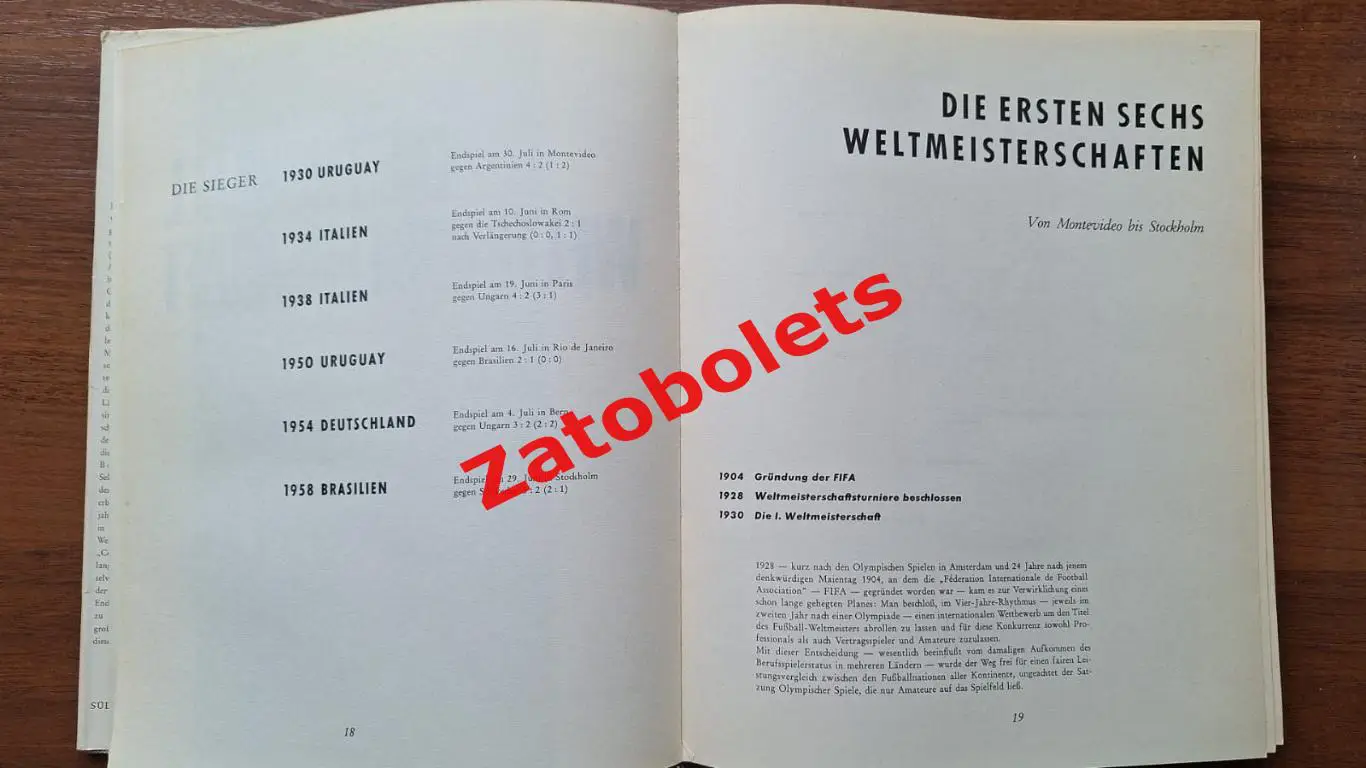 DIE SIEGER
1930 URUGUAY
Endspiel am 30. Juli in Montevideo
gegen Argentinien 4 : 2 (1 : 2)
1934 ITALIEN
Endspiel am 10. Juni in Rom
gegen die Tschechoslowakei 2 : 1
nach Verlängerung (0 : 0, 1 : 1)
1938 ITALIEN
Endspiel am 19. Juni in Paris
gegen Ungarn 4 : 2 (3 : 1)
1950 URUGUAY
Endspiel am 16. Juli in Rio de Janeiro
gegen Brasilien 2 : 1 (0 : 0)
1954 DEUTSCHLAND
Endspiel am 4. Juli in Bern
gegen Ungarn 3 : 2 (2 : 2)
1958 BRASILIEN
Endspiel am 29. in Stockholm
gegen : 2 (2 : 1)
18
DIE ERSTEN SECHS
WELTMEISTERSCHAFTEN
Von Montevideo bis Stockholm
1904 Gründung der FIFA
1928 Weltmeisterschaftsturniere beschlossen
1930 Die I. Weltmeisterschaft
1928 — kurz nach den Olympischen Spielen in Amsterdam und 24 Jahre nach jenem
denkwürdigen Maientag 1904, an dem die „Féderation Internationale de Football
Association" — FIFA — gegründet worden war — kam es zur Verwirklichung eines
schon lange gehegten Planes: Man beschloß, im Vier-Jahre-Rhythmus — jeweils im
zweiten Jahr nach einer Olympiade — einen internationalen Wettbewerb um den Titel
des Fußball-Weltmeisters abrollen zu lassen und für diese Konkurrenz sowohl Pro-
fessionals als auch Vertragsspieler und Amateure zuzulassen.
Mit dieser Entscheidung — wesentlich beeinflußt vom damaligen Aufkommen des
Berufsspielerstatus in mehreren Ländern — wurde der Weg frei für einen fairen Lei-
stungsvergleich zwischen den Fußballnationen aller Kontinente, ungeachtet der Sat-
zung Olympischer Spiele, die nur Amateure auf das Spielfeld ließ.
19
Zatobolets